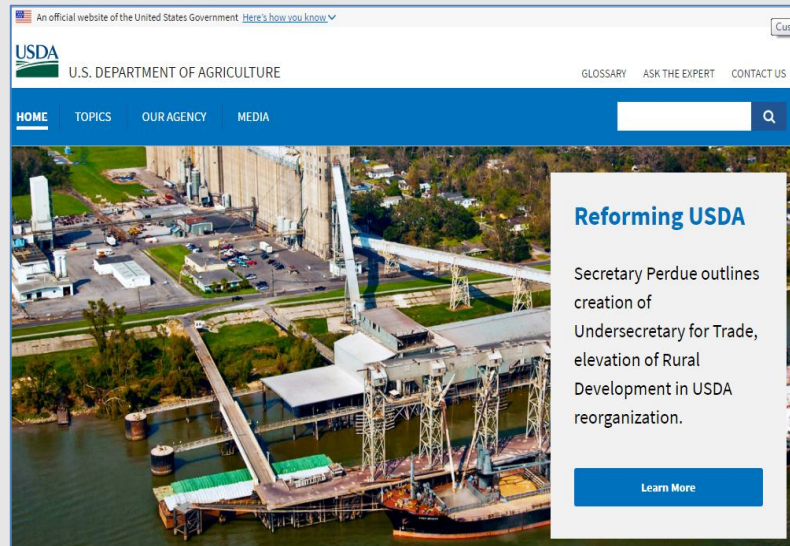 An official website of the United States Government Here's how you know
Cus
USDA
U.S. DEPARTMENT OF AGRICULTURE
GLOSSARY ASK THE EXPERT CONTACT US
HOME TOPICS OUR AGENCY MEDIA
Reforming USDA
Secretary Perdue outlines
creation of
Undersecretary for Trade,
elevation of Rural
Development in USDA
reorganization.
Learn More